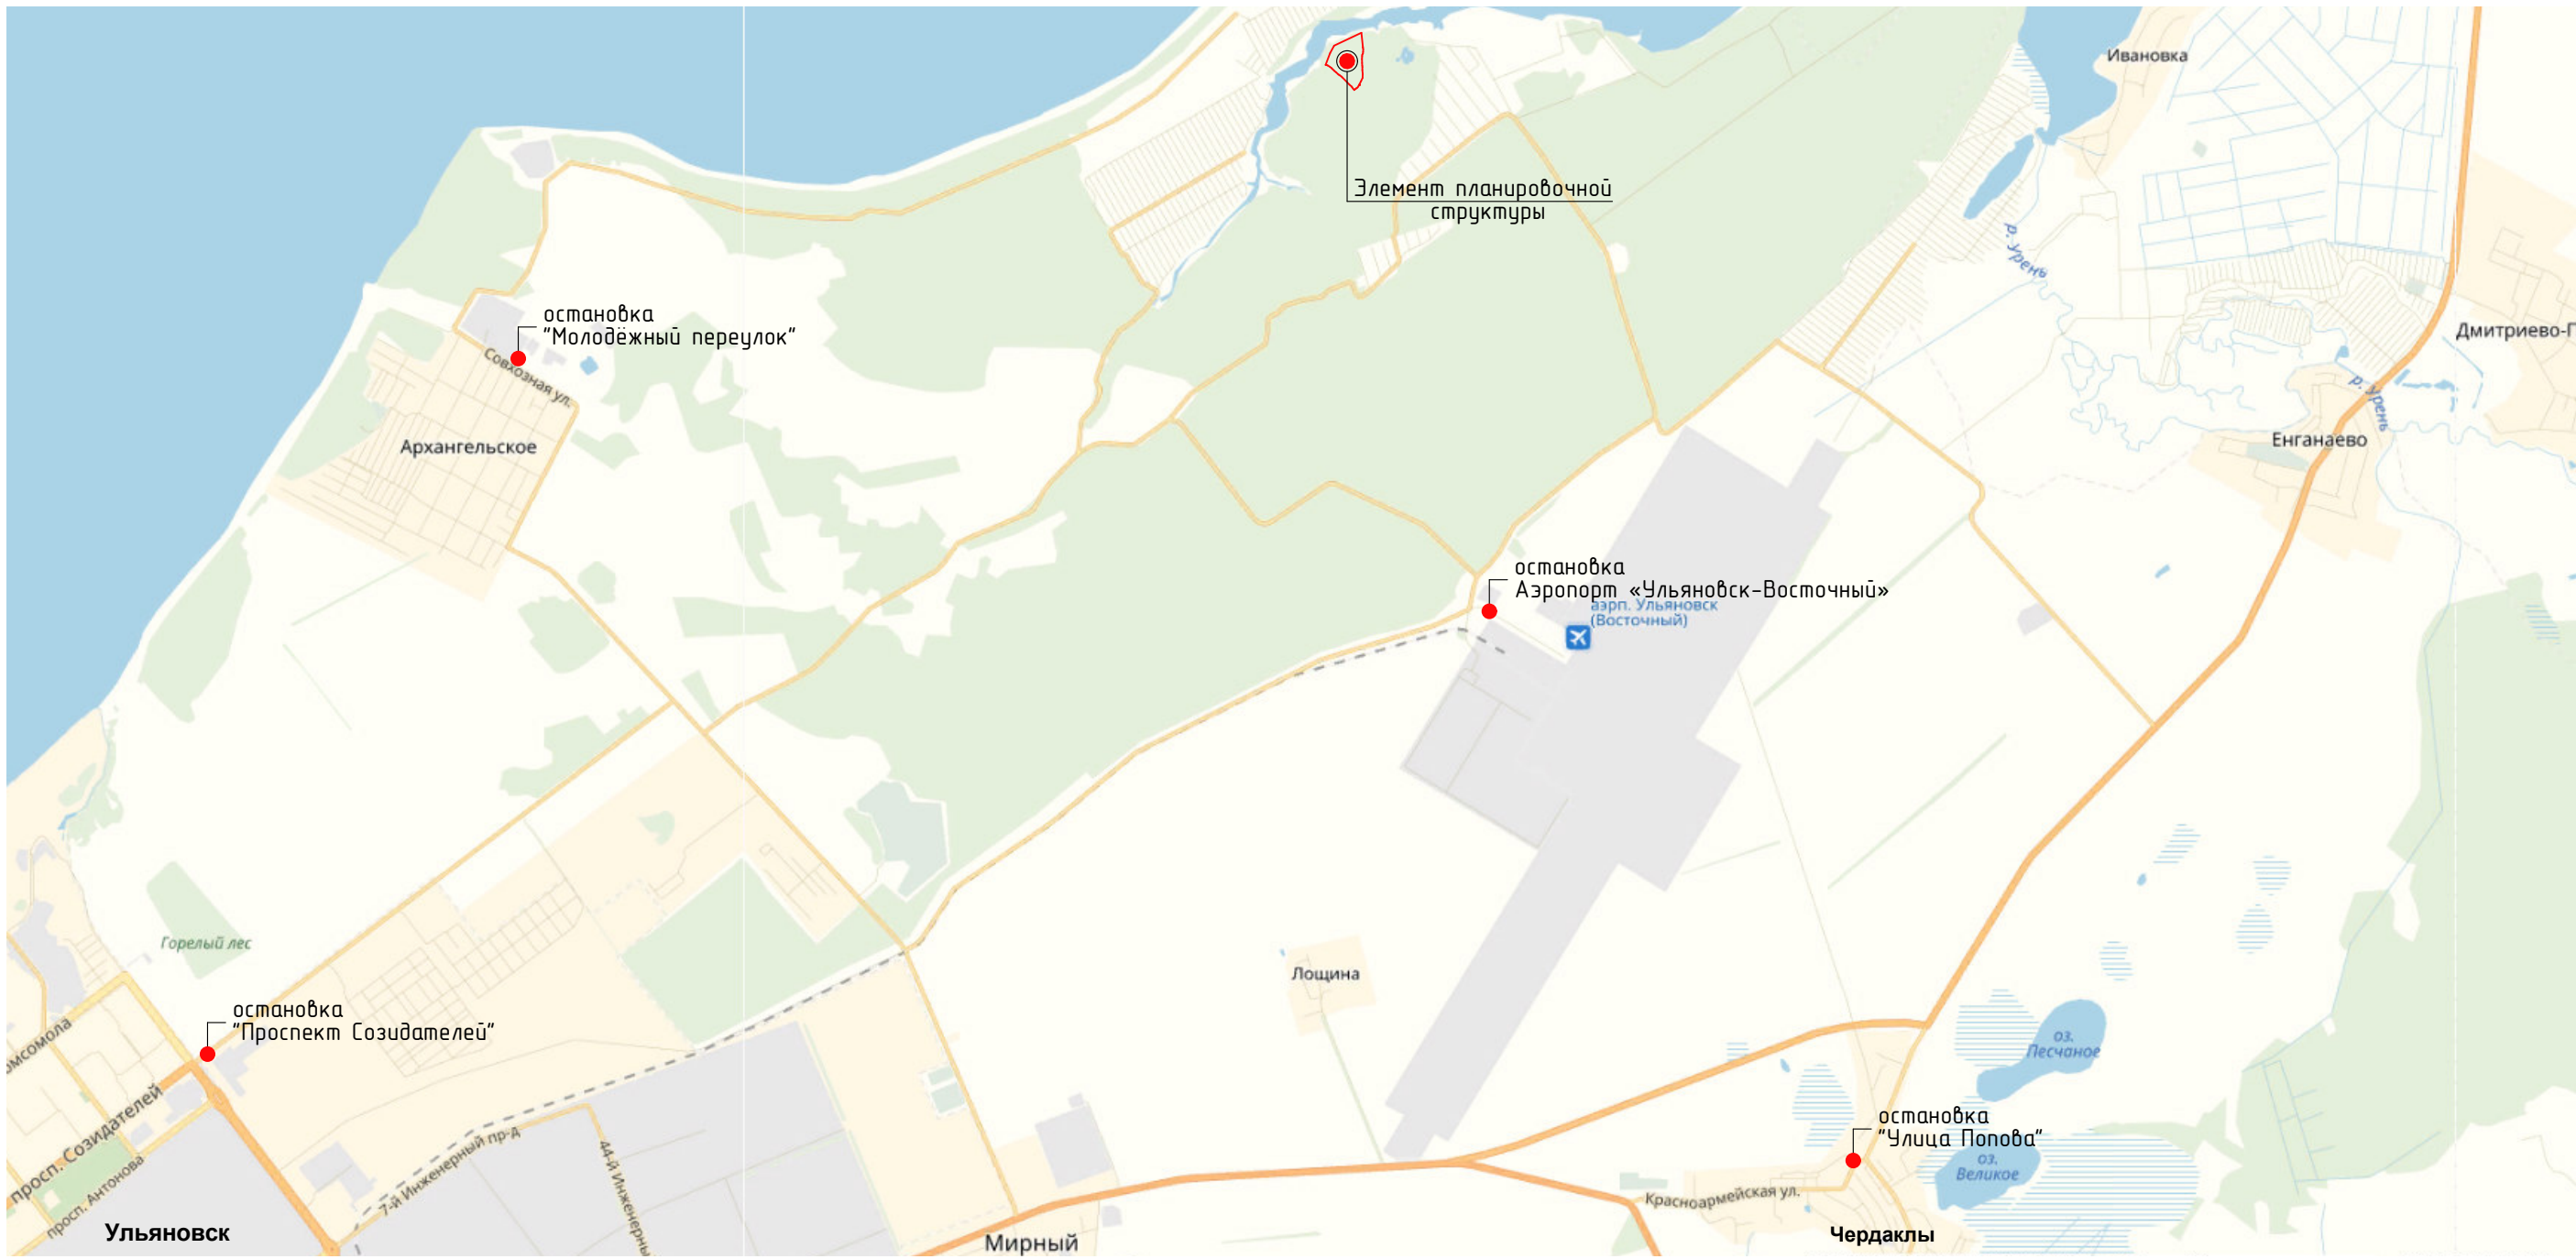 Ивановка
Элемент планировочной
структуры
р. Урень
остановка
"Молодёжный переулок"
Дмитриево-П
Совхозная ул.
р. Урень
Архангельское
Енганаево
остановка
Аэропорт «Ульяновск-Восточный»
аэрп. Ульяновск
(Восточный)
Горелый лес
Лощина
остановка
"Проспект Созидателей"
омсомола
оз.
Песчаное
просп. Созидателей
просп. Антонова
7-й Инженерный пр-д
44-й Инженерны
остановка
"Улица Попова"
оз.
Великое
Красноармейская ул.
Ульяновск
Мирный
Чердаклы